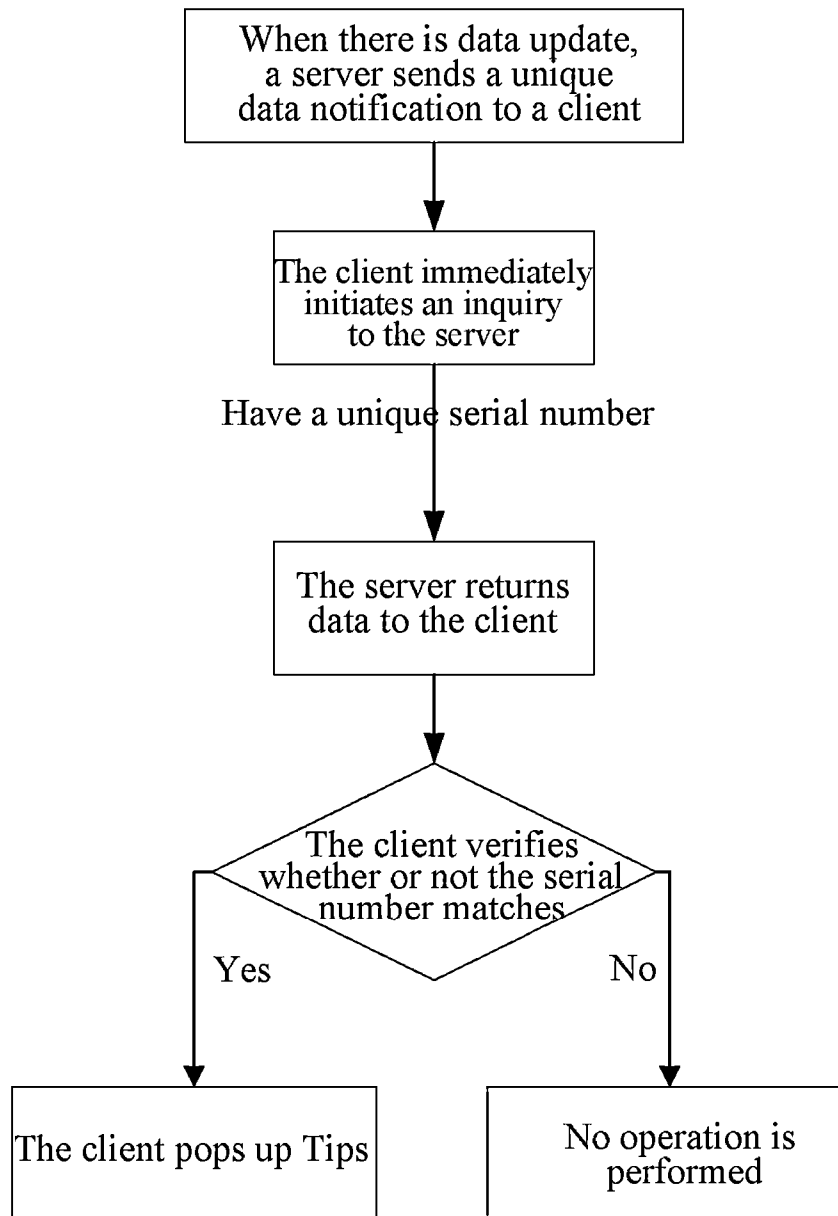 When there is data update,
a server sends a unique
data notification to a client
The client immediately
initiates an inquiry
to the server
Have a unique serial number
The server returns
data to the client
The client verifies
whether or not the serial
number matches
Yes
No
The client pops up Tips
No operation is
performed